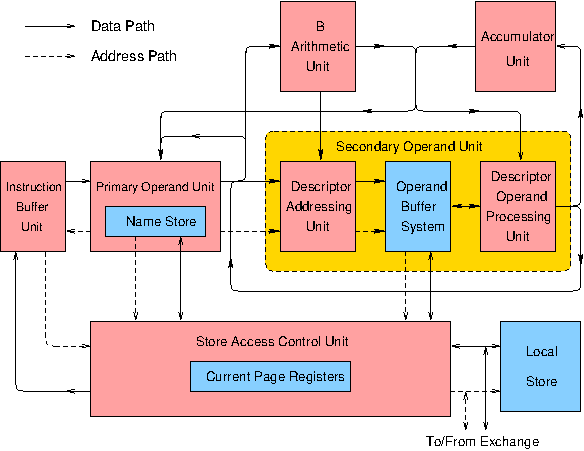 Data Path
Address Path
B
Arithmetic
Unit
Accumulator
Unit
Secondary Operand Unit
Instruction
Buffer
Unit
Primary Operand Unit
Name Store
Descriptor
Addressing
Unit
Operand
Buffer
System
Descriptor
Operand
Processing
Unit
Store Access Control Unit
Current Page Registers
Local
Store
To/From Exchange